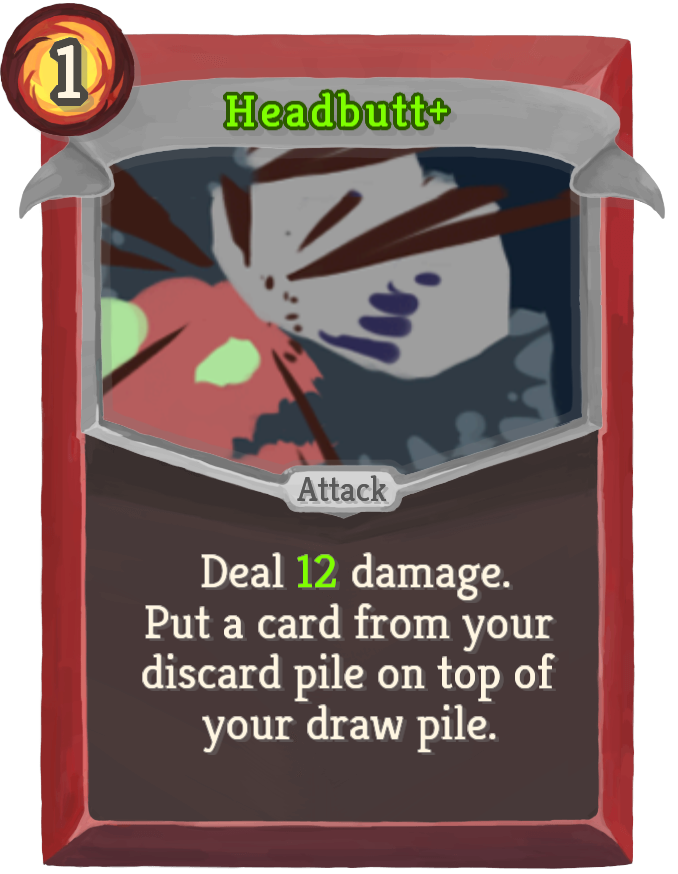 1
Headbutt+
Attack
Deal 12 damage.
Put a card from your
discard pile on top of
your draw pile.